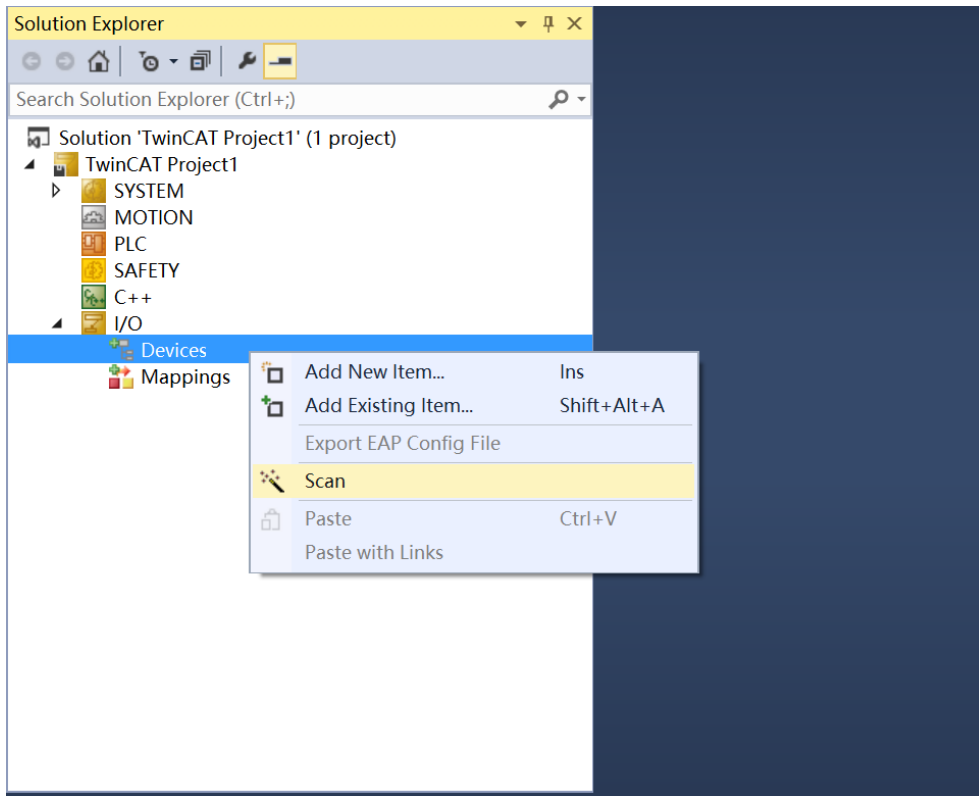 Solution Explorer
Search Solution Explorer (Ctrl+;)
Solution 'TwinCAT Project1' (1 project)
TwinCAT Project1
SYSTEM
MOTION
PLC
SAFETY
C++
I/O
Devices
Mappings
Add New Item... Ins
Add Existing Item... Shift+Alt+A
Export EAP Config File
Scan
Paste Ctrl+V
Paste with Links